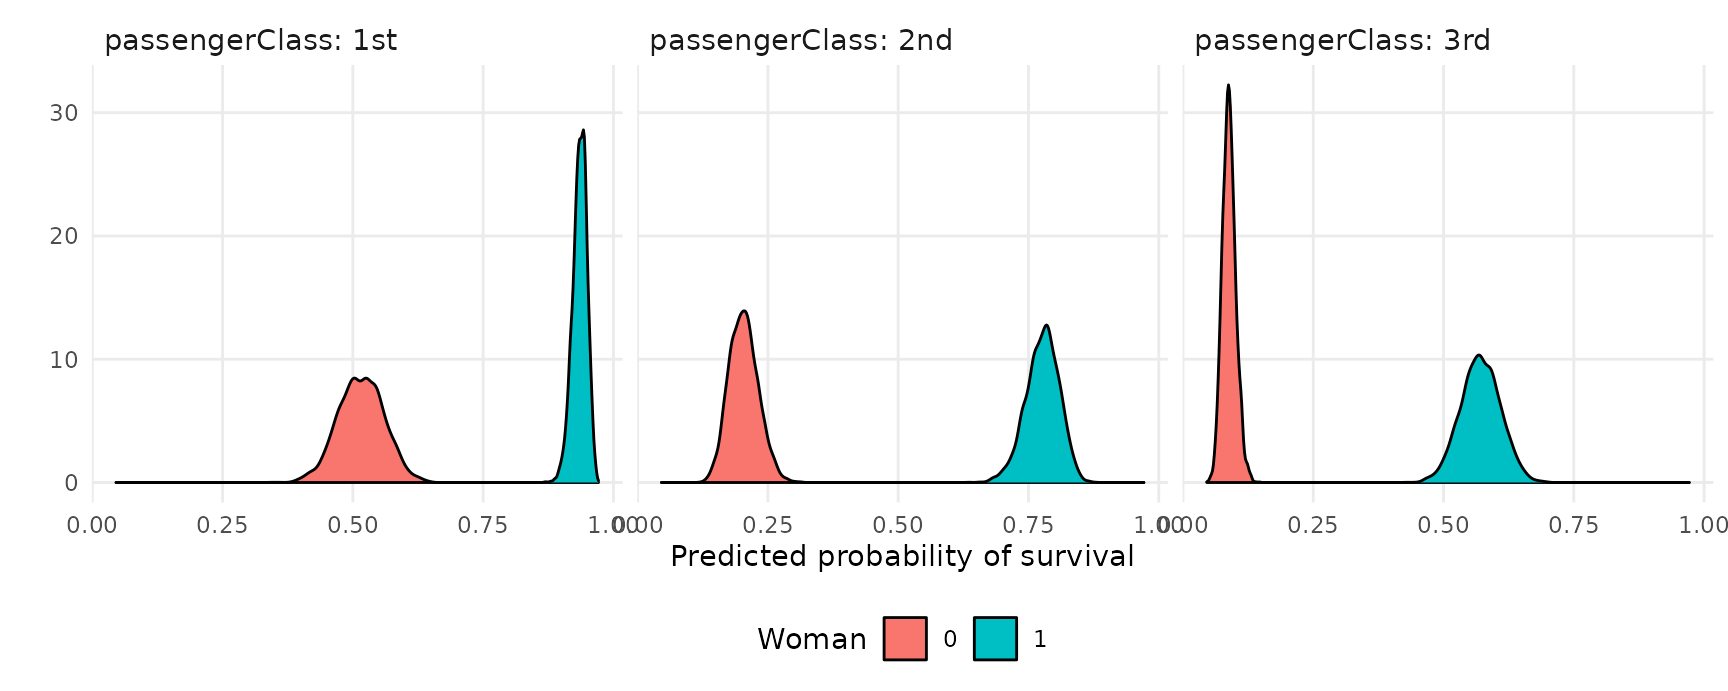 passengerClass: 1st passengerClass: 2nd passengerClass: 3rd
30
20
10
0
0.00 0.25 0.50 0.75 1.00 0.00 0.25 0.50 0.75 1.00 0.00 0.25 0.50 0.75 1.00
Predicted probability of survival
Woman 0 1